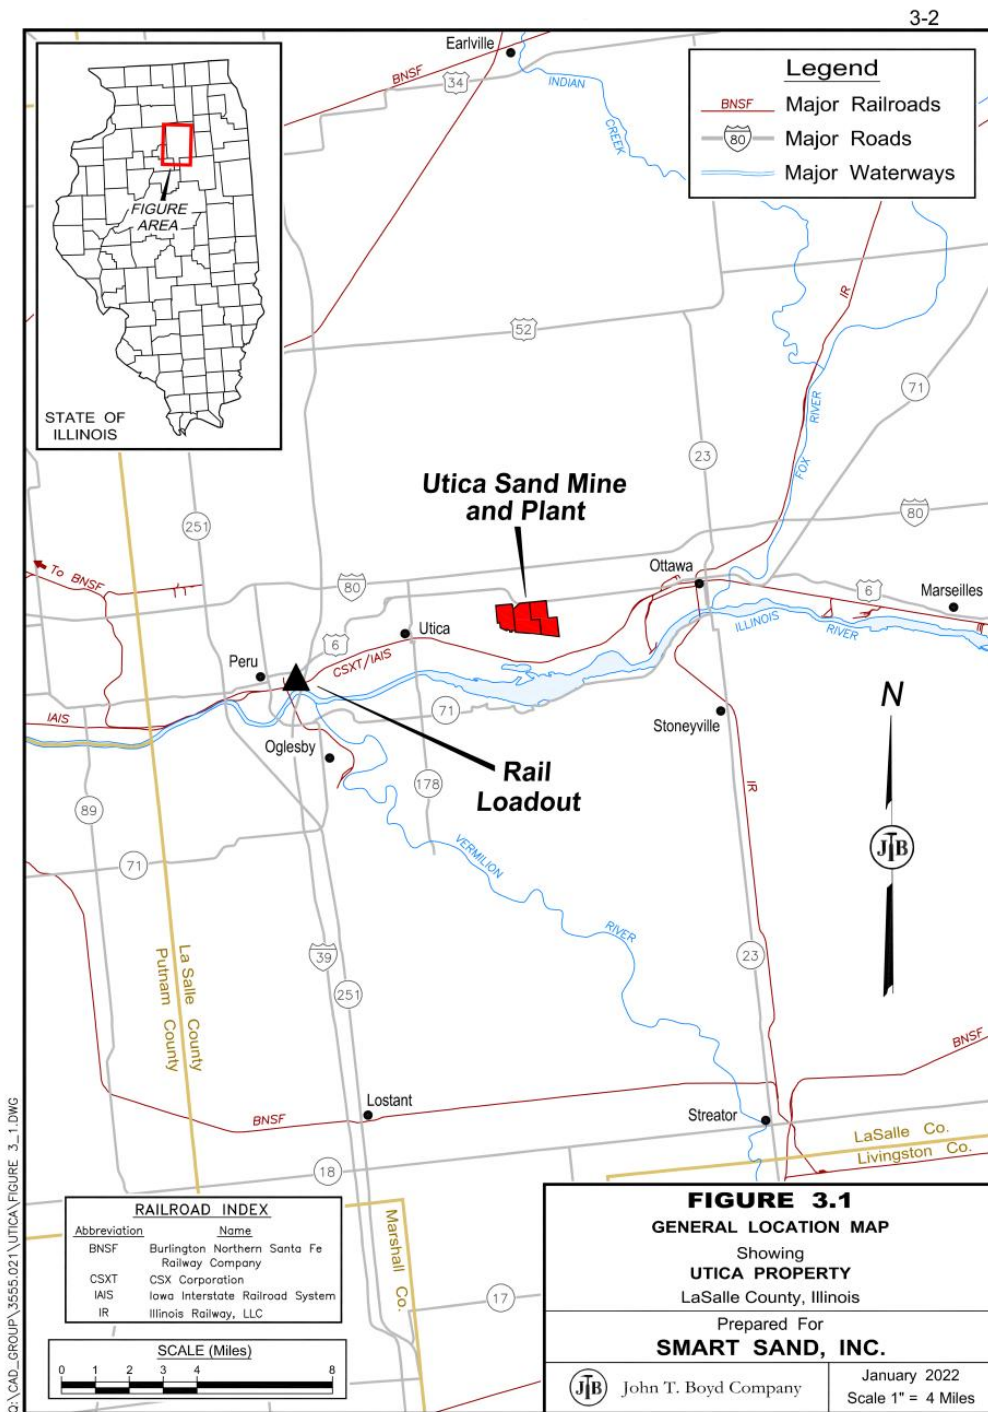 3-2
Earlville
BNSF
34
INDIAN
CREEK
Legend
BNSF Major Railroads
80 Major Roads
Major Waterways
FIGURE
AREA
STATE OF
ILLINOIS
52
IR
71
RIVER
FOX
23
251
Utica Sand Mine
and Plant
80
To BNSF
80
Ottawa
6
Marseilles
ILLINOIS
RIVER
Utica
6
Peru
CSXT/IAIS
IAIS
71
Stoneyville
N
Oglesby
Rail
Loadout
178
IR
89
71
VERMILION
RIVER
JTB
La Salle County
Putnam County
39
251
23
BNSF
Lostant
BNSF
Streator
LaSalle Co.
Livingston Co.
18
Marshall Co.
17
RAILROAD INDEX
Abbreviation Name
BNSF Burlington Northern Santa Fe
Railway Company
CSXT CSX Corporation
IAIS Iowa Interstate Railroad System
IR Illinois Railway, LLC
SCALE (Miles)
0 1 2 3 4 8
FIGURE 3.1
GENERAL LOCATION MAP
Showing
UTICA PROPERTY
LaSalle County, Illinois
Prepared For
SMART SAND, INC.
JTB John T. Boyd Company
January 2022
Scale 1" = 4 Miles
Q:\CAD_GROUP\3555.021\UTICA\FIGURE 3_1.DWG